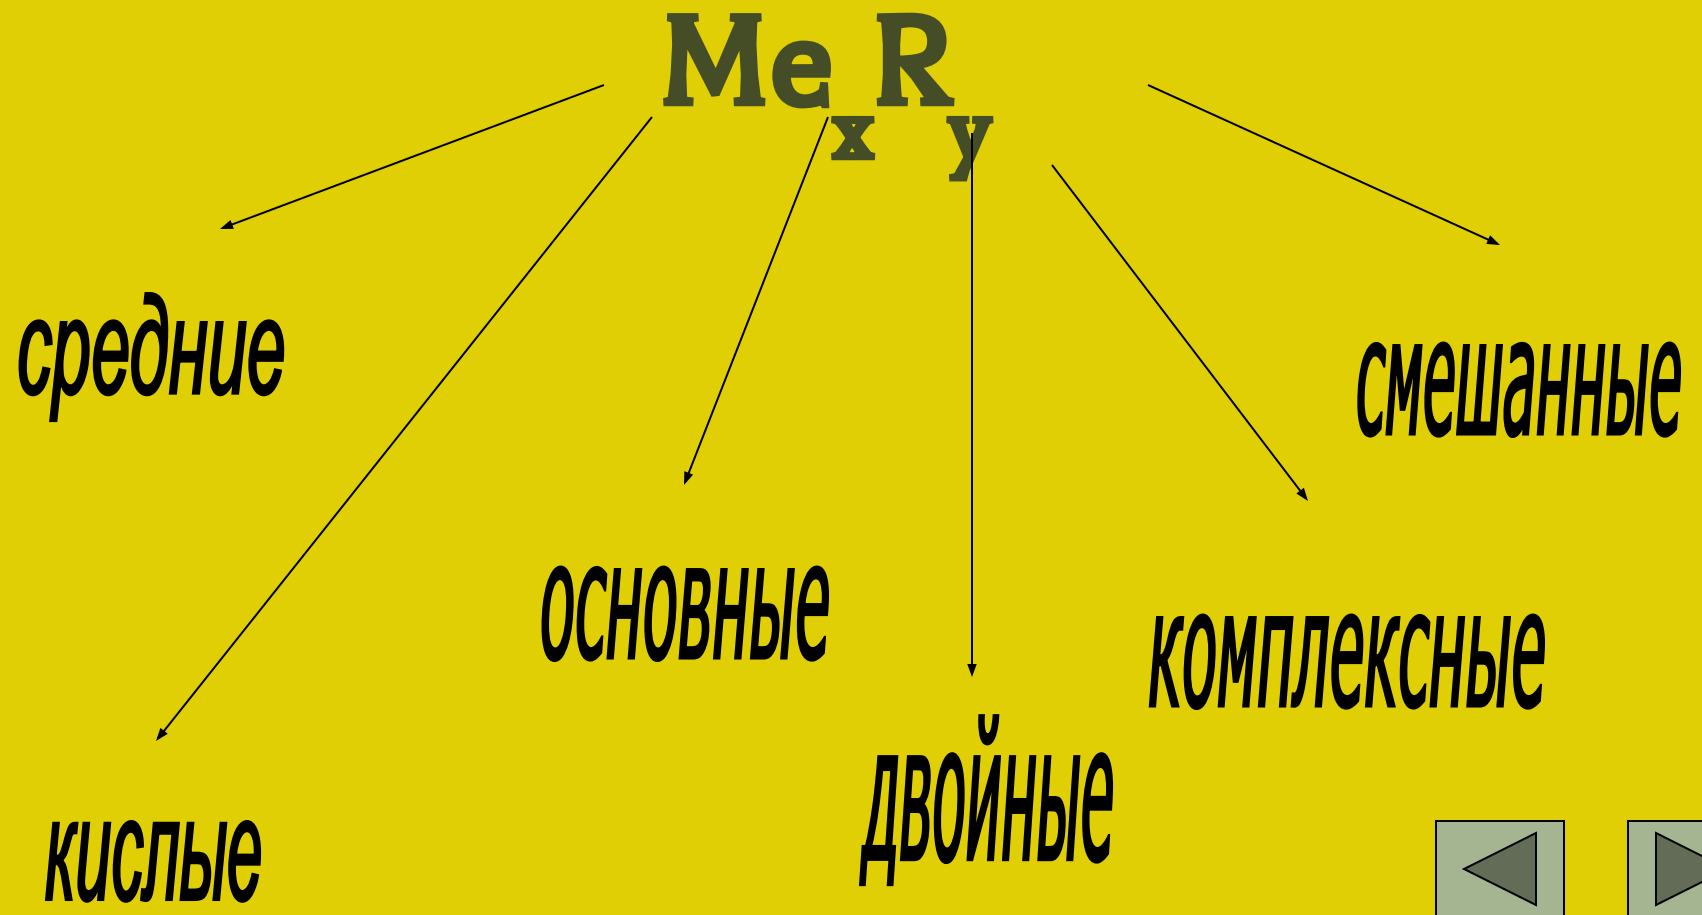 MexRy
средние
смешанные
основные
комплексные
двойные
кислые